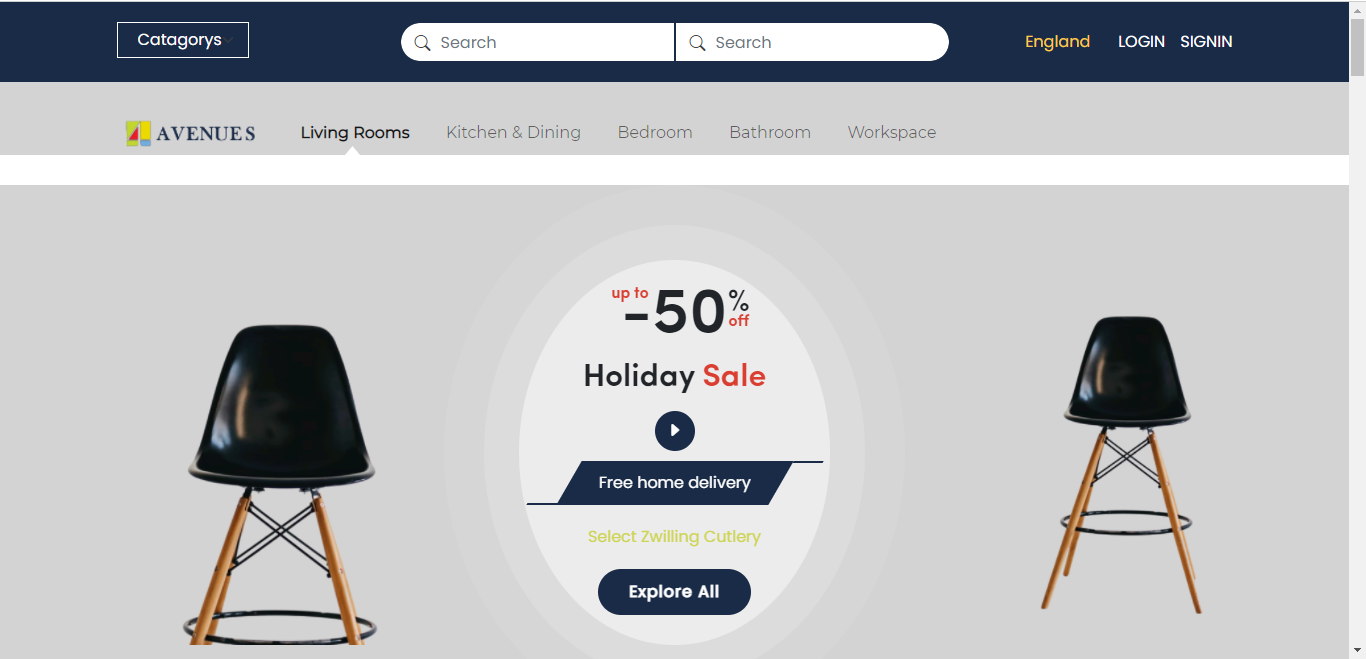 Catagorys
Search
Search
England
LOGIN
SIGNIN
AVENUES
Living Rooms
Kitchen & Dining
Bedroom
Bathroom
Workspace
up to
-50%
off
Holiday Sale
Free home delivery
Select Zwilling Cutlery
Explore All